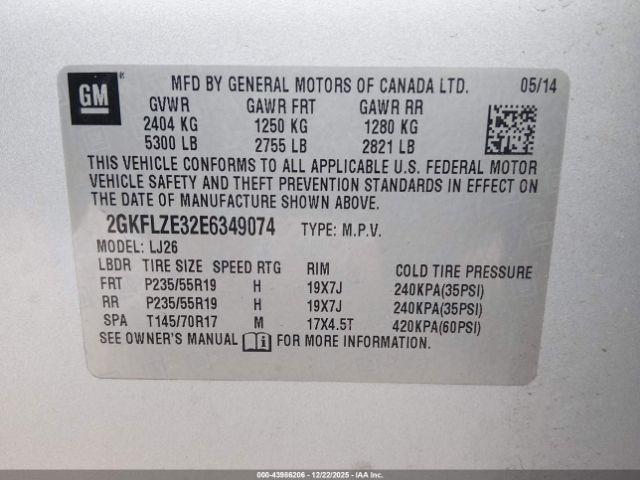 GM
®
MFD BY GENERAL MOTORS OF CANADA LTD. 05/14
GVWR GAWR FRT GAWR RR
2404 KG 1250 KG 1280 KG
5300 LB 2755 LB 2821 LB
THIS VEHICLE CONFORMS TO ALL APPLICABLE U.S. FEDERAL MOTOR
VEHICLE SAFETY AND THEFT PREVENTION STANDARDS IN EFFECT ON
THE DATE OF MANUFACTURE SHOWN ABOVE.
2GKFLZE32E6349074 TYPE: M.P.V.
MODEL: LJ26
LBDR TIRE SIZE SPEED RTG RIM COLD TIRE PRESSURE
FRT P235/55R19 H 19X7J 240KPA(35PSI)
RR P235/55R19 H 19X7J 240KPA(35PSI)
SPA T145/70R17 M 17X4.5T 420KPA(60PSI)
SEE OWNER'S MANUAL i FOR MORE INFORMATION.
000-43986206 - 12/22/2025 - IAAI.COM